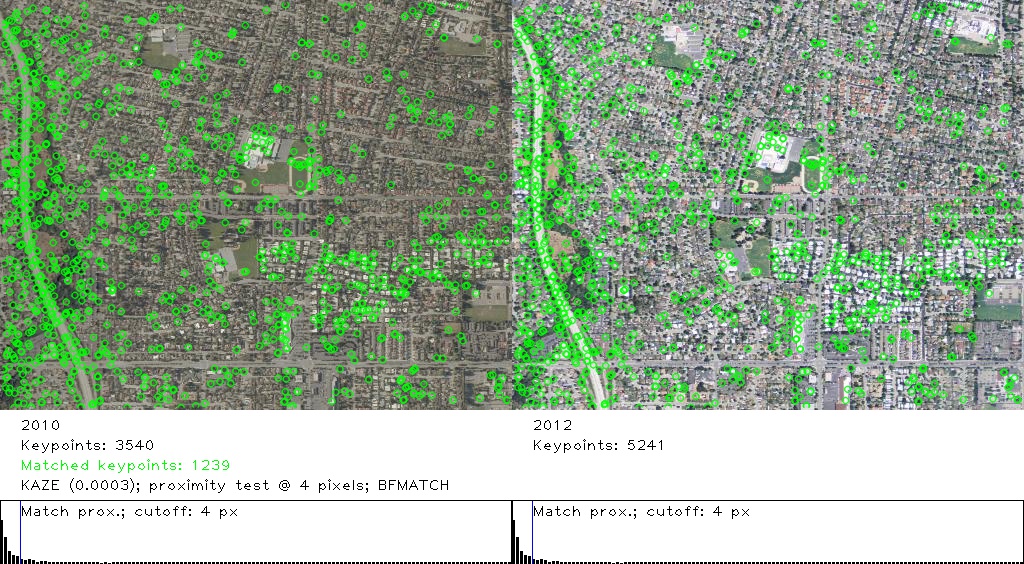 2010
Keypoints: 3540
Matched keypoints: 1239
KAZE (0.0003); proximity test @ 4 pixels; BFMATCH
Match prox.; cutoff: 4 px
2012
Keypoints: 5241
Match prox.; cutoff: 4 px